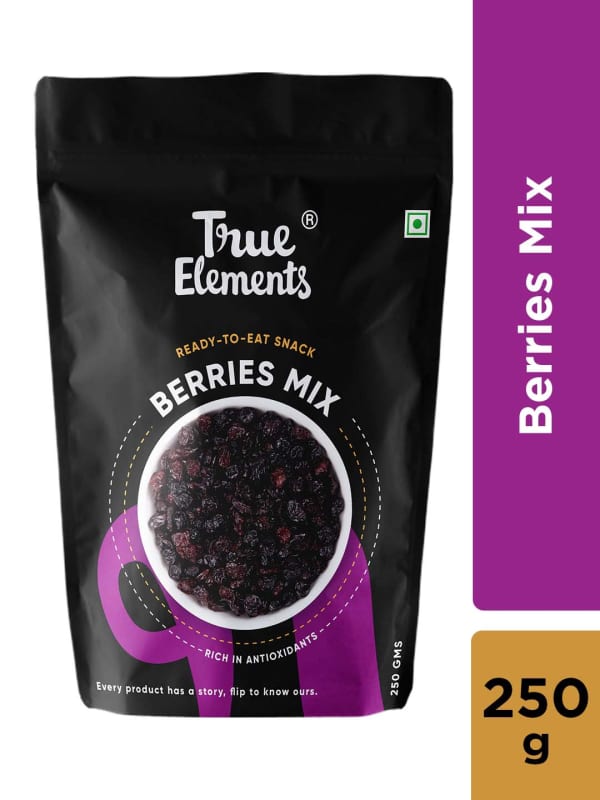 True ®
Elements
READY-TO-EAT SNACK
BERRIES MIX
RICH IN ANTIOXIDANTS
Every product has a story, flip to know ours.
250 GMS
Berries Mix
250
g